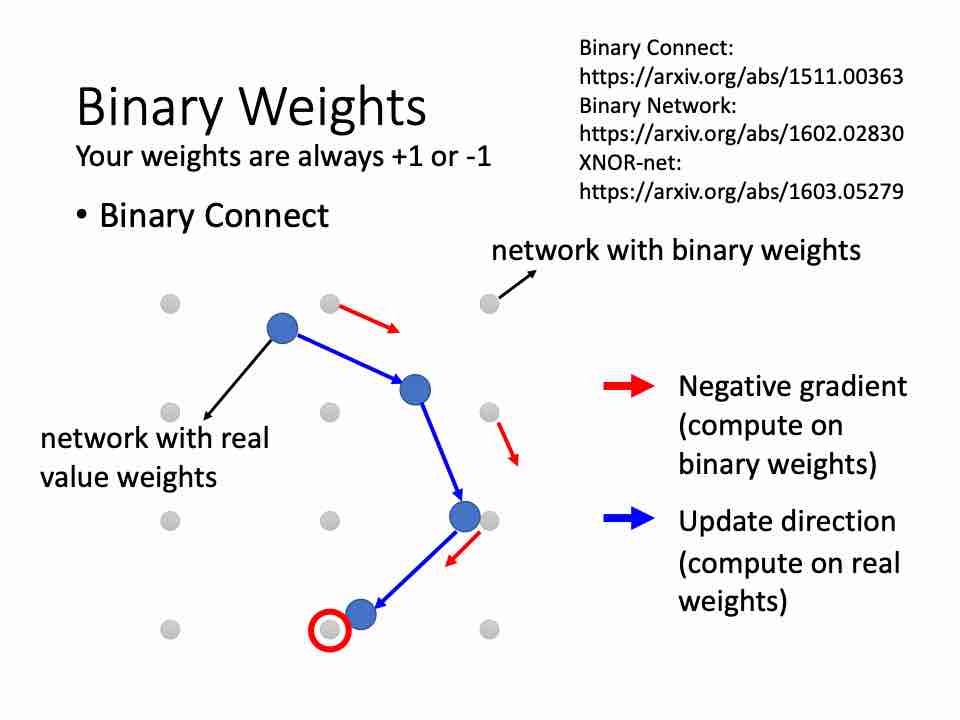 Binary Connect:
https://arxiv.org/abs/1511.00363
Binary Network:
https://arxiv.org/abs/1602.02830
XNOR-net:
https://arxiv.org/abs/1603.05279
Binary Weights
Your weights are always +1 or -1
• Binary Connect
network with binary weights
network with real
value weights
Negative gradient
(compute on
binary weights)
Update direction
(compute on real
weights)